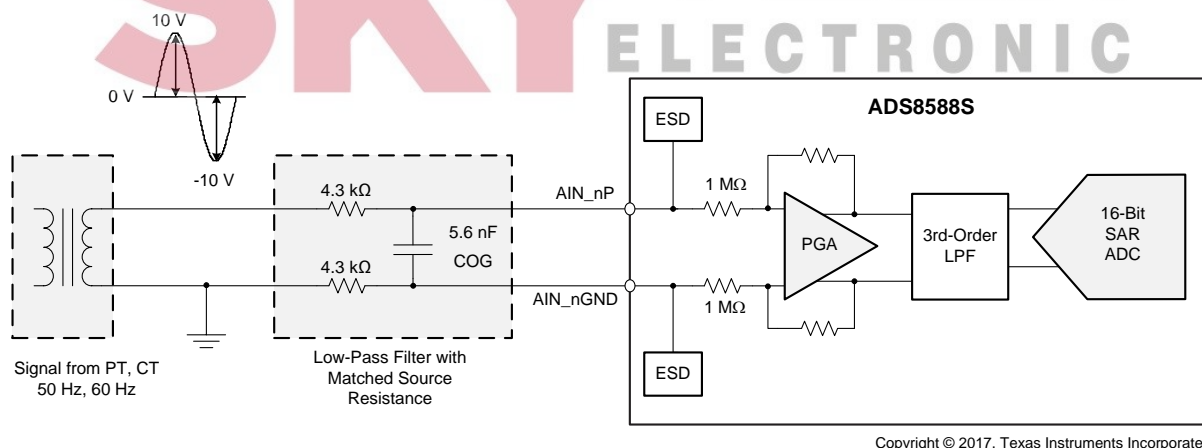 SKY ELECTRONIC
10 V
0 V
-10 V
ADS8588S
ESD
4.3 kΩ
AIN_nP
1 MΩ
5.6 nF
COG
PGA
3rd-Order
LPF
16-Bit
SAR
ADC
4.3 kΩ
AIN_nGND
1 MΩ
ESD
Signal from PT, CT
50 Hz, 60 Hz
Low-Pass Filter with
Matched Source
Resistance
Copyright © 2017, Texas Instruments Incorporate